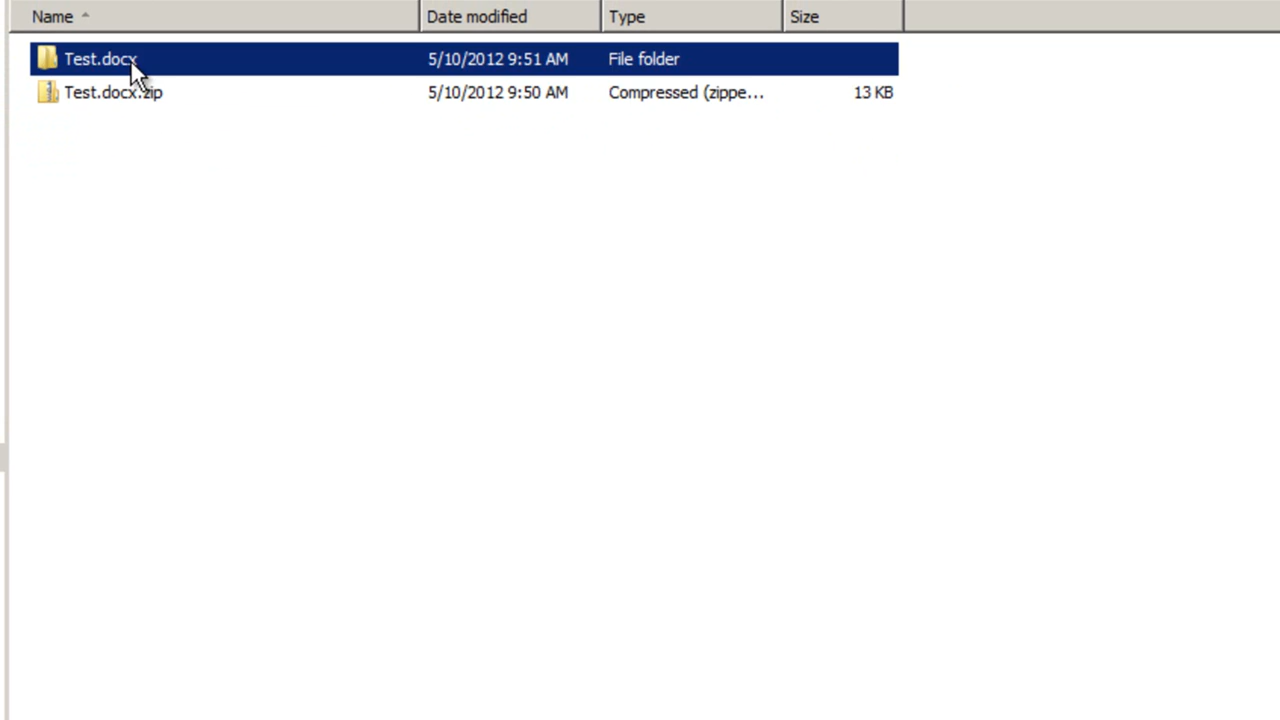 Name Date modified Type Size
Test.docx 5/10/2012 9:51 AM File folder
Test.docx.zip 5/10/2012 9:50 AM Compressed (zippe... 13 KB